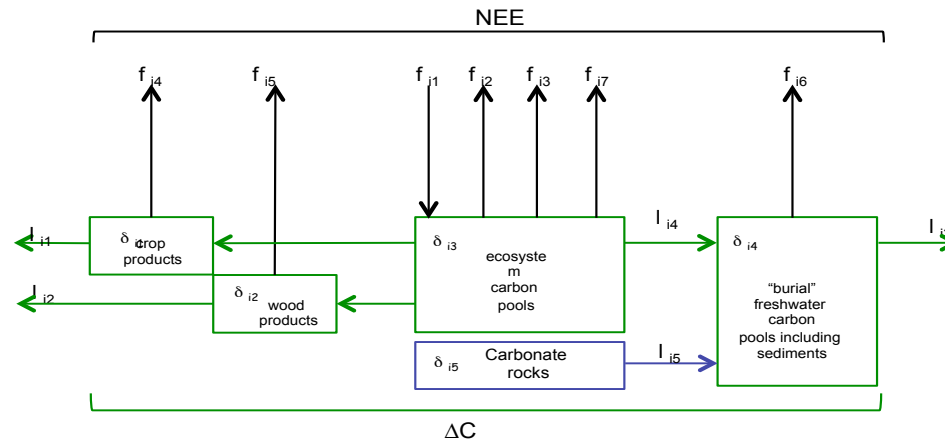 NEE
f i4
f i5
f i1
f i2
f i3
f i7
f i6
l i1
δ i1
crop
products
δ i3
ecosyste
m
carbon
pools
l i4
δ i4
"burial"
freshwater
carbon
pools including
sediments
l i2
δ i2
wood
products
δ i5
Carbonate
rocks
l i5
ΔC